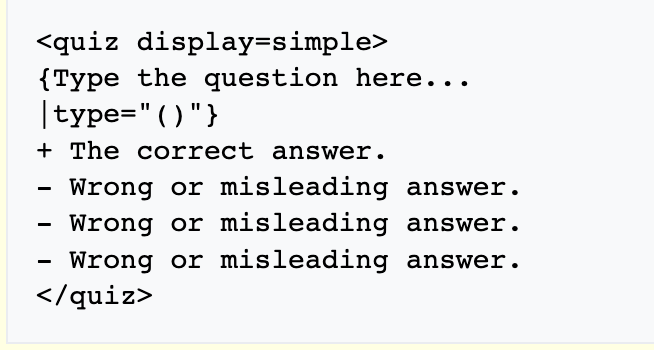 <quiz display=simple>
{Type the question here...
|type="()"}
+ The correct answer.
- Wrong or misleading answer.
- Wrong or misleading answer.
- Wrong or misleading answer.
</quiz>